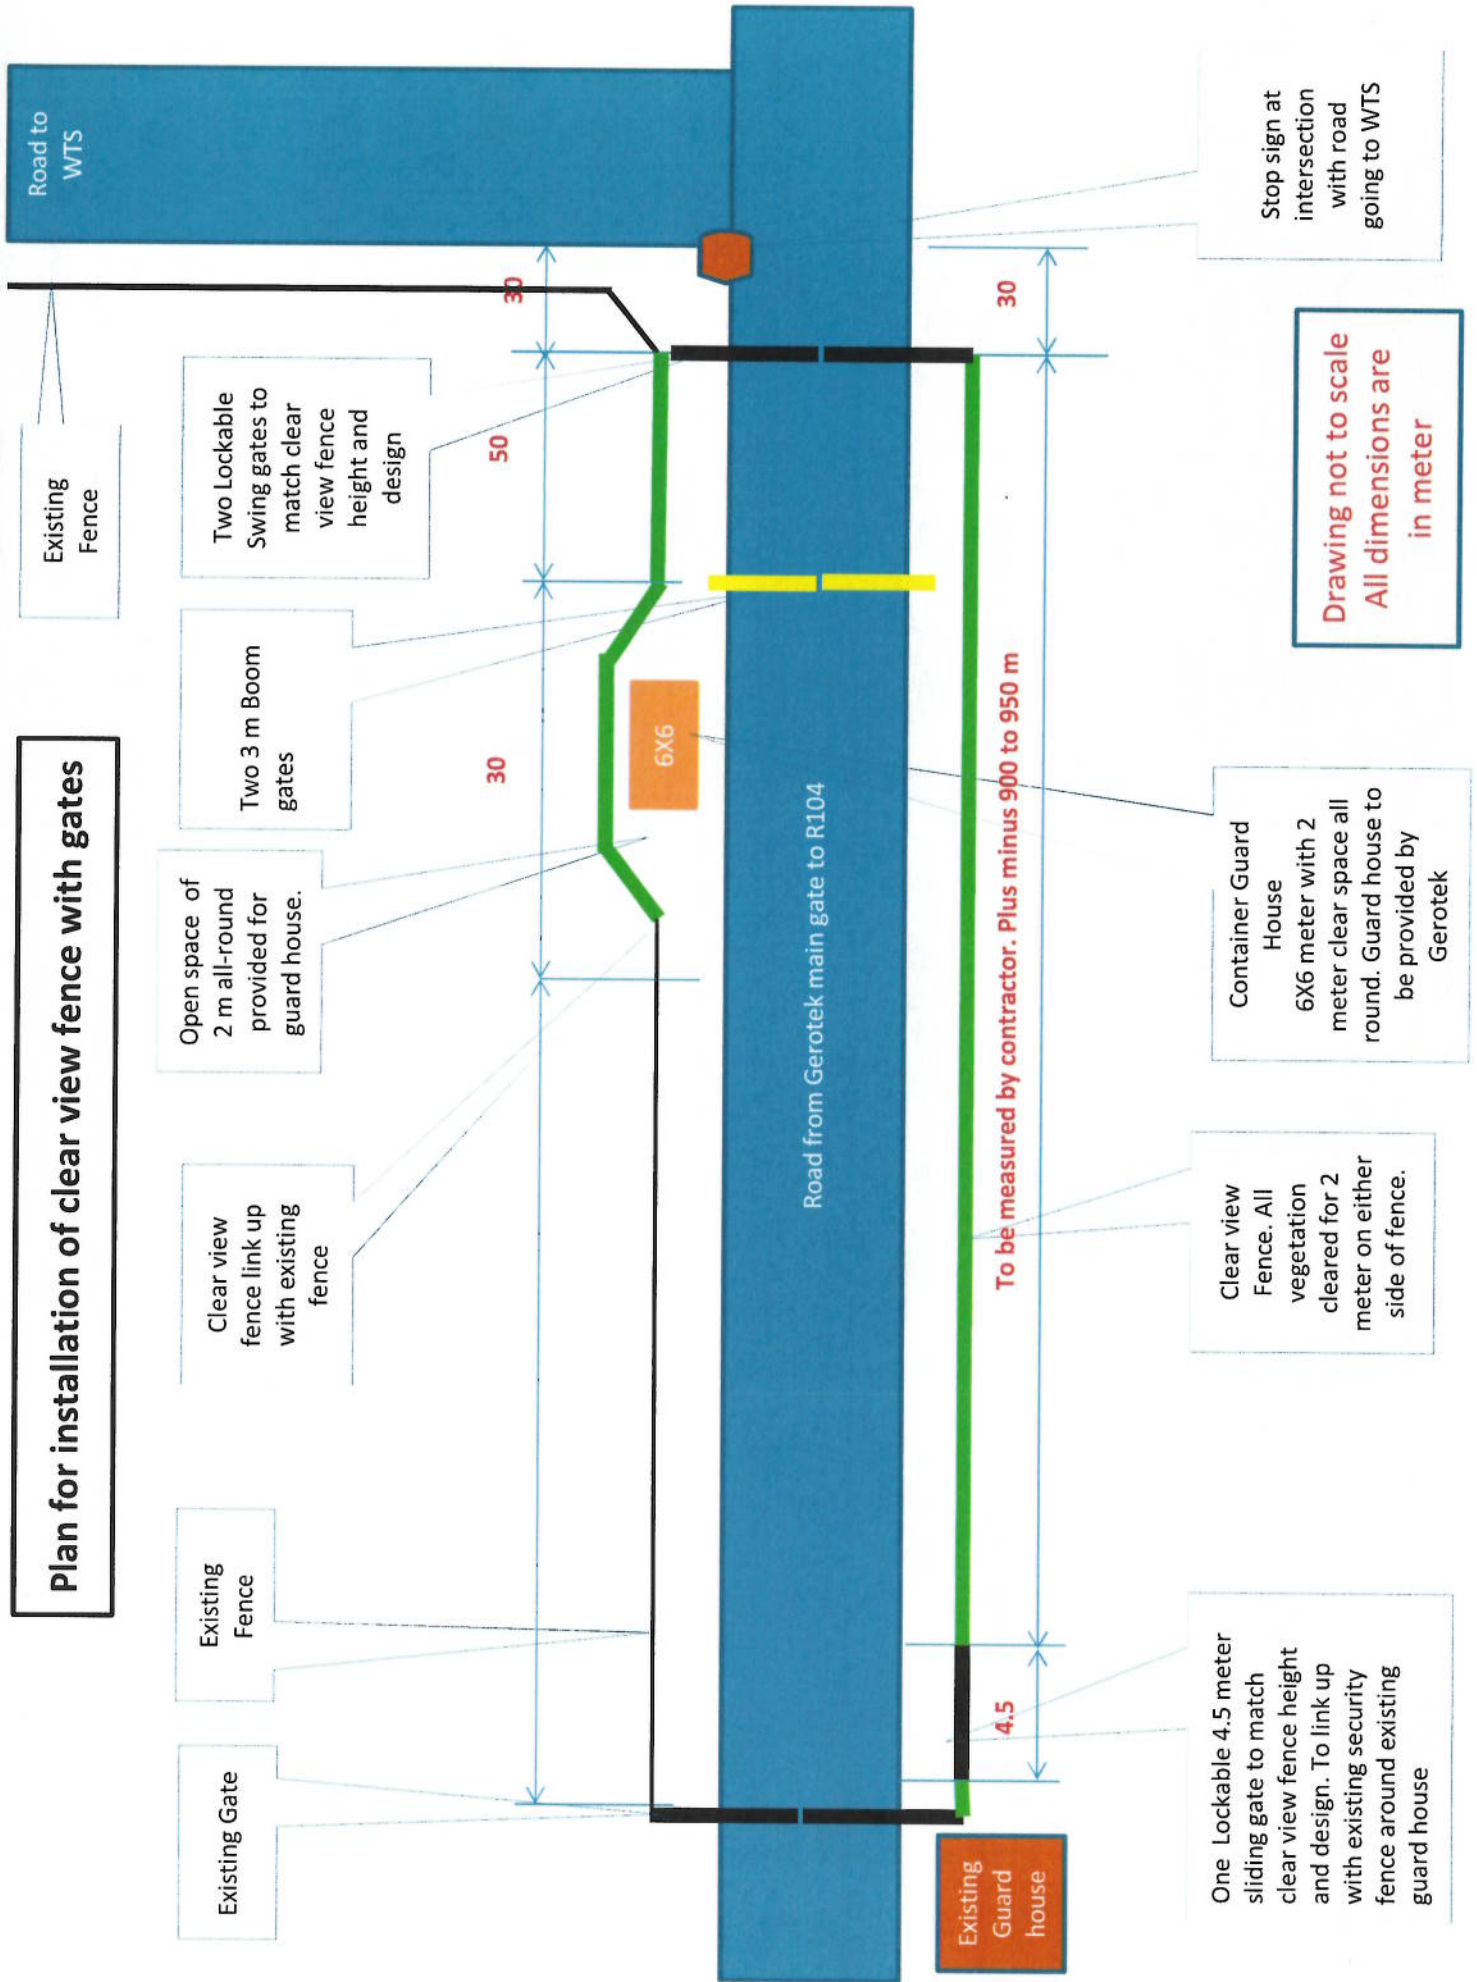 Plan for installation of clear view fence with gates
Existing Gate
Existing
Fence
Clear view
fence link up
with existing
fence
Open space of
2 m all-round
provided for
guard house.
Two 3 m Boom
gates
Two Lockable
Swing gates to
match clear
view fence
height and
design
Existing
Fence
Road to
WTS
30
50
30
6X6
Road from Gerotek main gate to R104
To be measured by contractor. Plus minus 900 to 950 m
4.5
30
Existing
Guard
house
One Lockable 4.5 meter
sliding gate to match
clear view fence height
and design. To link up
with existing security
fence around existing
guard house
Clear view
Fence. All
vegetation
cleared for 2
meter on either
side of fence.
Container Guard
House
6X6 meter with 2
meter clear space all
round. Guard house to
be provided by
Gerotek
Drawing not to scale
All dimensions are
in meter
Stop sign at
intersection
with road
going to WTS